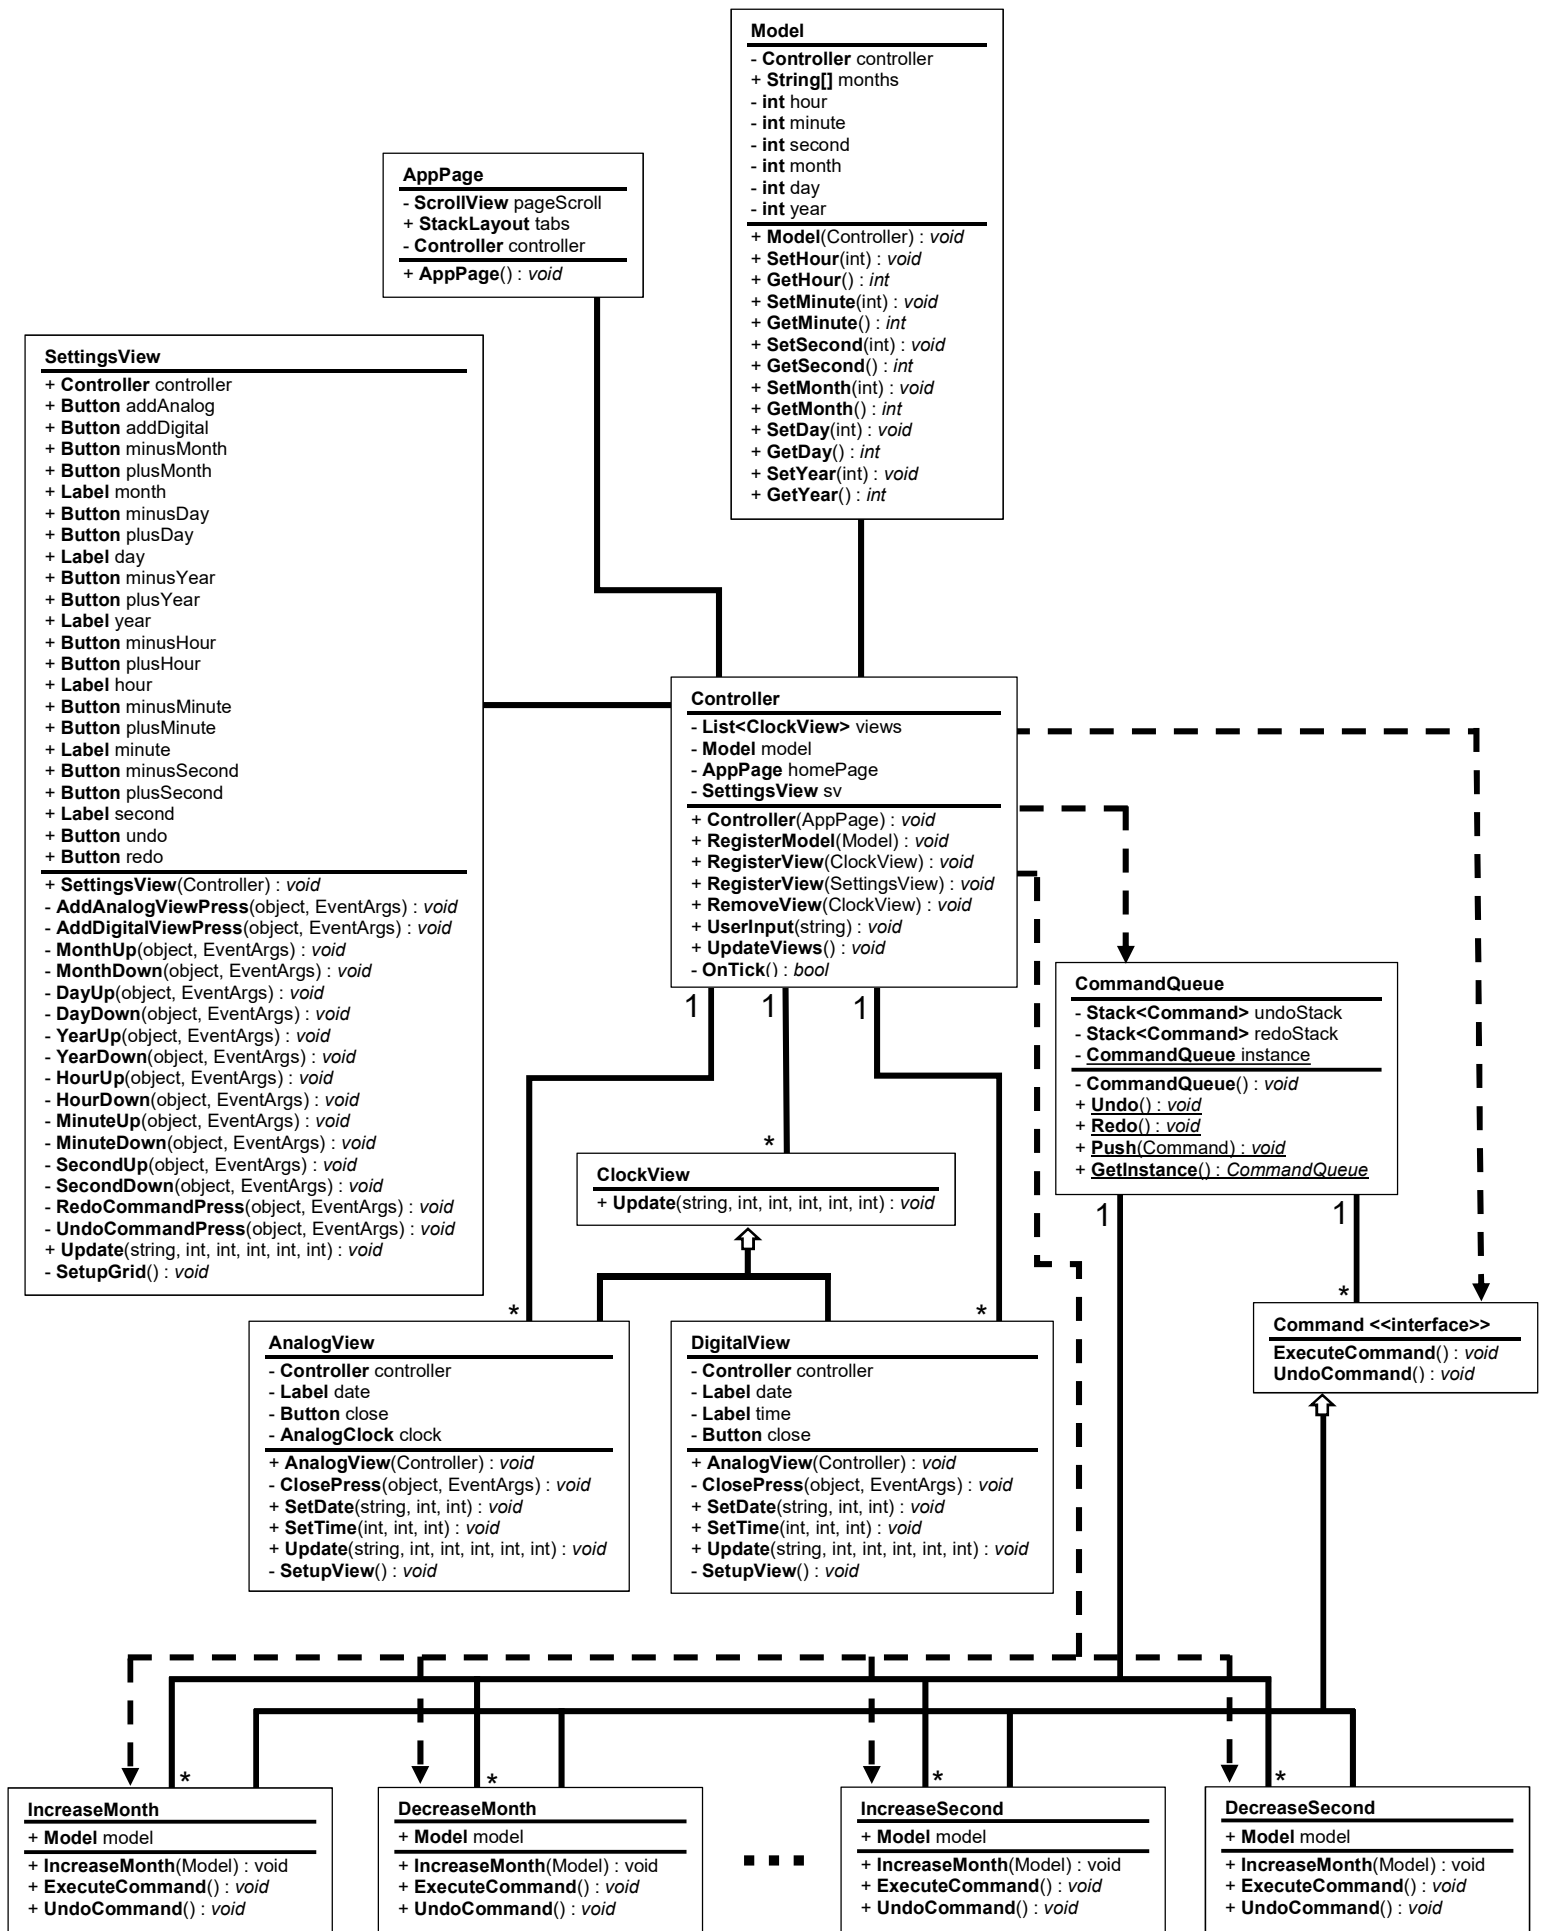 Model
- Controller controller
+ String[] months
- int hour
- int minute
- int second
- int month
- int day
- int year
+ Model(Controller) : void
+ SetHour(int) : void
+ GetHour() : int
+ SetMinute(int) : void
+ GetMinute() : int
+ SetSecond(int) : void
+ GetSecond() : int
+ SetMonth(int) : void
+ GetMonth() : int
+ SetDay(int) : void
+ GetDay() : int
+ SetYear(int) : void
+ GetYear() : int
AppPage
- ScrollView pageScroll
+ StackLayout tabs
- Controller controller
+ AppPage() : void
SettingsView
+ Controller controller
+ Button addAnalog
+ Button addDigital
+ Button minusMonth
+ Button plusMonth
+ Label month
+ Button minusDay
+ Button plusDay
+ Label day
+ Button minusYear
+ Button plusYear
+ Label year
+ Button minusHour
+ Button plusHour
+ Label hour
+ Button minusMinute
+ Button plusMinute
+ Label minute
+ Button minusSecond
+ Button plusSecond
+ Label second
+ Button undo
+ Button redo
+ SettingsView(Controller) : void
- AddAnalogViewPress(object, EventArgs) : void
- AddDigitalViewPress(object, EventArgs) : void
- MonthUp(object, EventArgs) : void
- MonthDown(object, EventArgs) : void
- DayUp(object, EventArgs) : void
- DayDown(object, EventArgs) : void
- YearUp(object, EventArgs) : void
- YearDown(object, EventArgs) : void
- HourUp(object, EventArgs) : void
- HourDown(object, EventArgs) : void
- MinuteUp(object, EventArgs) : void
- MinuteDown(object, EventArgs) : void
- SecondUp(object, EventArgs) : void
- SecondDown(object, EventArgs) : void
- RedoCommandPress(object, EventArgs) : void
- UndoCommandPress(object, EventArgs) : void
+ Update(string, int, int, int, int, int) : void
- SetupGrid() : void
Controller
- List<ClockView> views
- Model model
- AppPage homePage
- SettingsView sv
+ Controller(AppPage) : void
+ RegisterModel(Model) : void
+ RegisterView(ClockView) : void
+ RegisterView(SettingsView) : void
+ RemoveView(ClockView) : void
+ UserInput(string) : void
+ UpdateViews() : void
- OnTick() : bool
1 1 1
CommandQueue
- Stack<Command> undoStack
- Stack<Command> redoStack
- CommandQueue instance
- CommandQueue() : void
+ Undo() : void
+ Redo() : void
+ Push(Command) : void
+ GetInstance() : CommandQueue
1 1
*
ClockView
+ Update(string, int, int, int, int, int) : void
* * *
Command <<interface>>
ExecuteCommand() : void
UndoCommand() : void
AnalogView
- Controller controller
- Label date
- Button close
- AnalogClock clock
+ AnalogView(Controller) : void
- ClosePress(object, EventArgs) : void
+ SetDate(string, int, int) : void
+ SetTime(int, int, int) : void
+ Update(string, int, int, int, int, int) : void
- SetupView() : void
DigitalView
- Controller controller
- Label date
- Label time
- Button close
+ AnalogView(Controller) : void
- ClosePress(object, EventArgs) : void
+ SetDate(string, int, int) : void
+ SetTime(int, int, int) : void
+ Update(string, int, int, int, int, int) : void
- SetupView() : void
* * * *
IncreaseMonth
+ Model model
+ IncreaseMonth(Model) : void
+ ExecuteCommand() : void
+ UndoCommand() : void
DecreaseMonth
+ Model model
+ IncreaseMonth(Model) : void
+ ExecuteCommand() : void
+ UndoCommand() : void
...
IncreaseSecond
+ Model model
+ IncreaseMonth(Model) : void
+ ExecuteCommand() : void
+ UndoCommand() : void
DecreaseSecond
+ Model model
+ IncreaseMonth(Model) : void
+ ExecuteCommand() : void
+ UndoCommand() : void